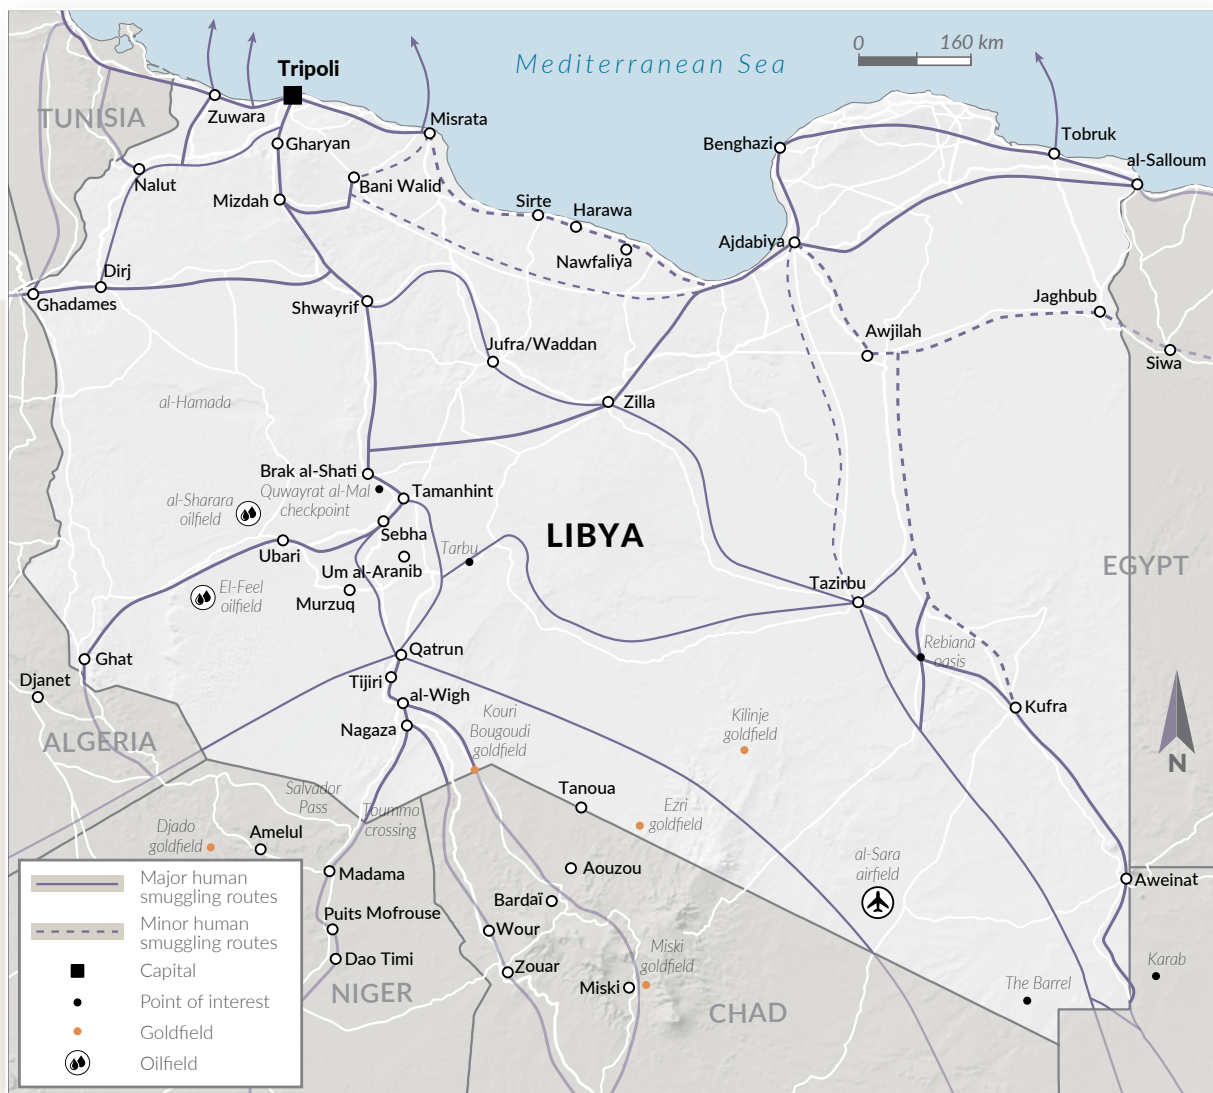 Mediterranean Sea
0
160 km
Tripoli
TUNISIA
Zuwara
Misrata
Gharyan
Benghazi
Tobruk
al-Salloum
Nalut
Bani Walid
Mizdah
Sirte
Harawa
Ajdabiya
Nawfaliya
Dirj
Ghadames
Shwayrif
Jaghbub
Awjilah
Jufra/Waddan
Siwa
al-Hamada
Zilla
Brak al-Shati
Quwayrat al-Mal
checkpoint
Tamanhint
al-Sharara
oilfield
Sebha
LIBYA
Ubari
Tarbu
Um al-Aranib
EGYPT
El-Feel
oilfield
Murzuq
Tazirbu
Rebiana
oasis
Ghat
Qatrun
Djanet
Tijiri
al-Wigh
Kufra
Nagaza
Kouri
Bougoudi
goldfield
Kilinje
goldfield
ALGERIA
N
Salvador
Pass
Toummo
crossing
Tanoua
Ezri
goldfield
Djado
goldfield
Amelul
al-Sara
airfield
Madama
Aouzou
Aweinat
Bardaï
Puits Mofrouse
Wour
Dao Timi
Zouar
Miski
goldfield
Miski
Karab
The Barrel
NIGER
CHAD
Major human
smuggling routes
Minor human
smuggling routes
Capital
Point of interest
Goldfield
Oilfield